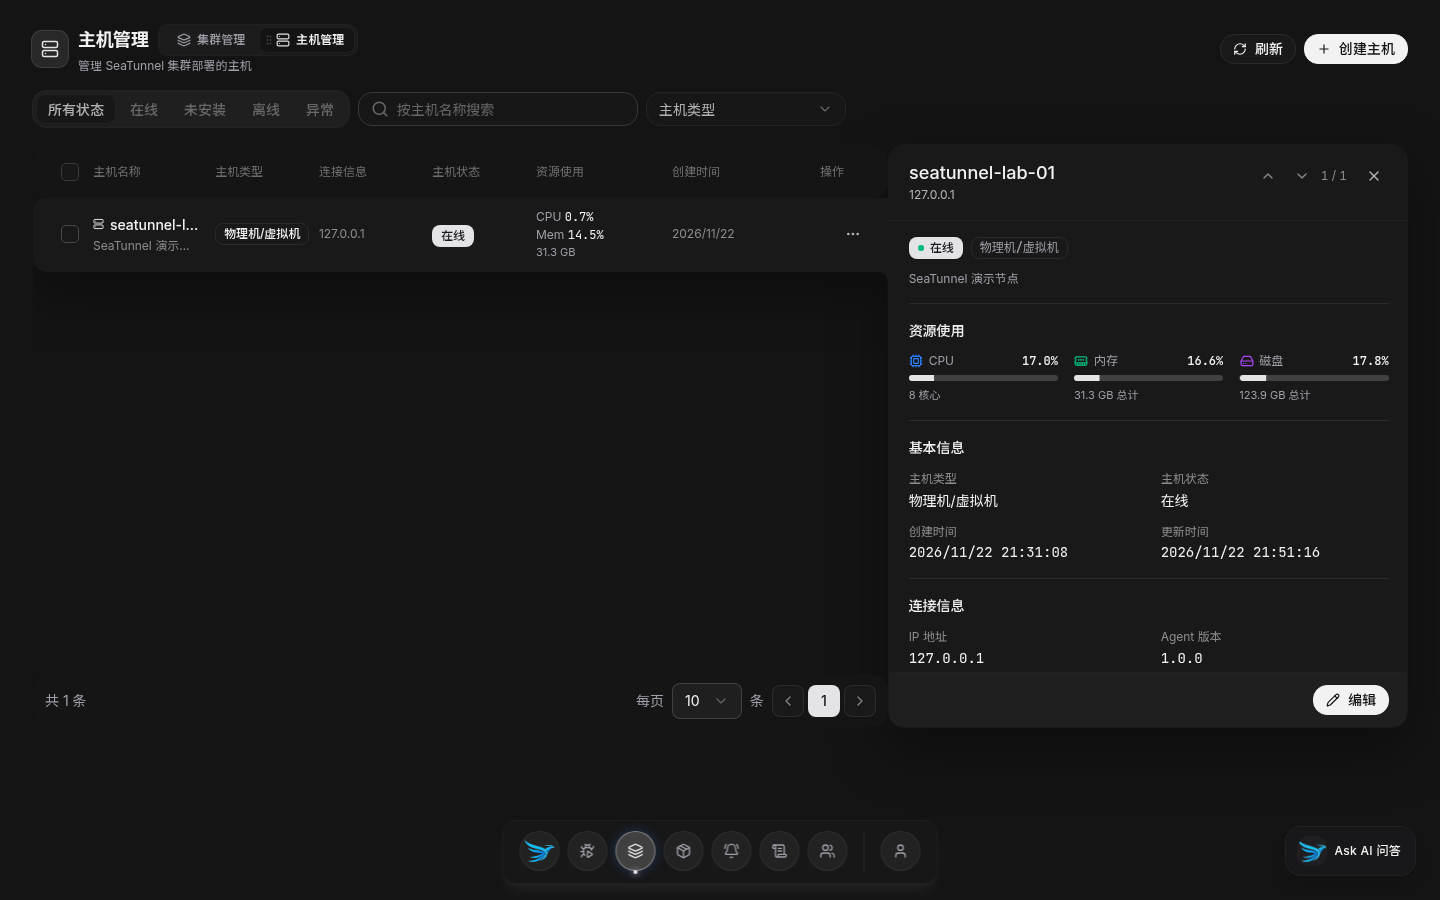 主机管理
集群管理
主机管理
管理 SeaTunnel 集群部署的主机
刷新
创建主机
所有状态
在线
未安装
离线
异常
按主机名称搜索
主机类型
主机名称
主机类型
连接信息
主机状态
资源使用
创建时间
操作
seatunnel-l...
SeaTunnel 演示...
物理机/虚拟机
127.0.0.1
在线
CPU 0.7%
Mem 14.5%
31.3 GB
2026/11/22
共 1 条
每页
10
条
1
seatunnel-lab-01
127.0.0.1
1 / 1
在线
物理机/虚拟机
SeaTunnel 演示节点
资源使用
CPU 17.0%
8 核心
内存 16.6%
31.3 GB 总计
磁盘 17.8%
123.9 GB 总计
基本信息
主机类型
物理机/虚拟机
主机状态
在线
创建时间
2026/11/22 21:31:08
更新时间
2026/11/22 21:51:16
连接信息
IP 地址
127.0.0.1
Agent 版本
1.0.0
编辑
Ask AI 问答